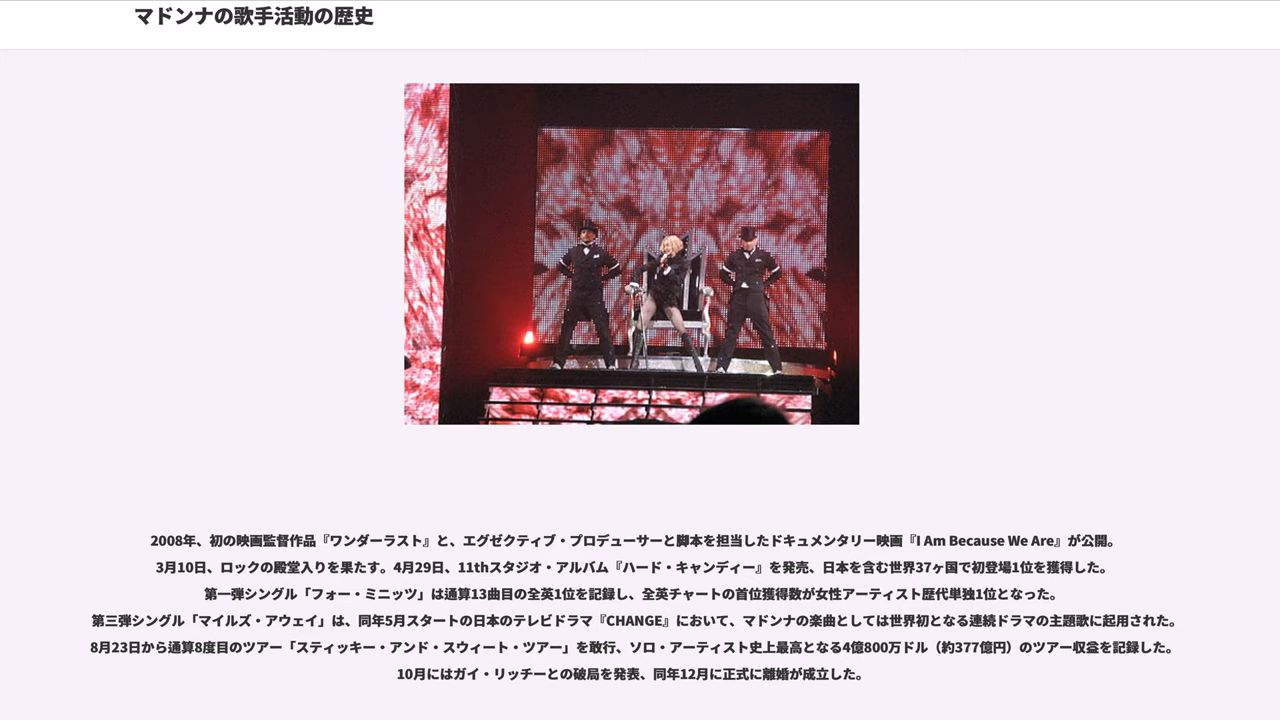 マドンナの歌手活動の歴史
2008年、初の映画監督作品『ワンダーラスト』と、エグゼクティブ・プロデューサーと脚本を担当したドキュメンタリー映画『I Am Because We Are』が公開。
3月10日、ロックの殿堂入りを果たす。4月29日、11thスタジオ・アルバム『ハード・キャンディー』を発売、日本を含む世界37ヶ国で初登場1位を獲得した。
第一弾シングル「フォー・ミニッツ」は通算13曲目の全英1位を記録し、全英チャートの首位獲得数が女性アーティスト歴代単独1位となった。
第三弾シングル「マイルズ・アウェイ」は、同年5月スタートの日本のテレビドラマ『CHANGE』において、マドンナの楽曲としては世界初となる連続ドラマの主題歌に起用された。
8月23日から通算8度目のツアー「スティッキー・アンド・スウィート・ツアー」を敢行、ソロ・アーティスト史上最高となる4億800万ドル（約377億円）のツアー収益を記録した。
10月にはガイ・リッチーとの破局を発表、同年12月に正式に離婚が成立した。